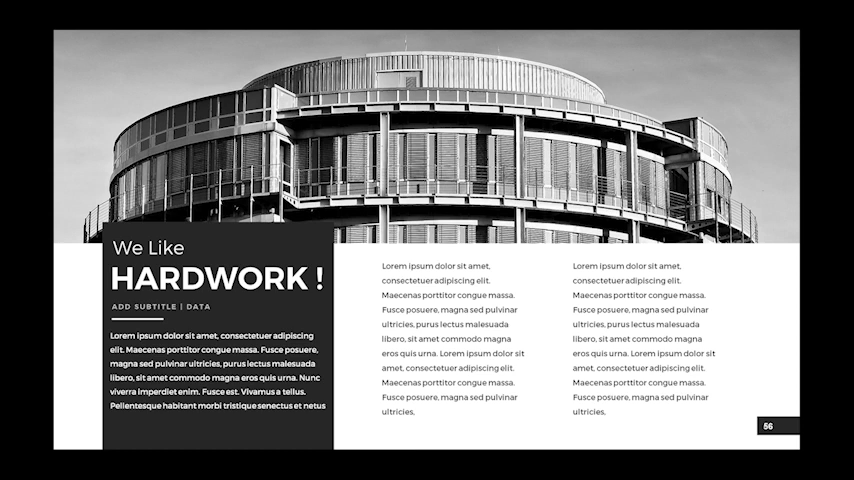 We Like
HARDWORK !
ADD SUBTITLE | DATA
Lorem ipsum dolor sit amet, consectetuer adipiscing
elit. Maecenas porttitor congue massa. Fusce posuere,
magna sed pulvinar ultricies, purus lectus malesuada
libero, sit amet commodo magna eros quis urna. Nunc
viverra imperdiet enim. Fusce est. Vivamus a tellus.
Pellentesque habitant morbi tristique senectus et netus
Lorem ipsum dolor sit amet,
consectetuer adipiscing elit.
Maecenas porttitor congue massa.
Fusce posuere, magna sed pulvinar
ultricies, purus lectus malesuada
libero, sit amet commodo magna
eros quis urna. Lorem ipsum dolor sit
amet, consectetuer adipiscing elit.
Maecenas porttitor congue massa.
Fusce posuere, magna sed pulvinar
ultricies,
Lorem ipsum dolor sit amet,
consectetuer adipiscing elit.
Maecenas porttitor congue massa.
Fusce posuere, magna sed pulvinar
ultricies, purus lectus malesuada
libero, sit amet commodo magna
eros quis urna. Lorem ipsum dolor sit
amet, consectetuer adipiscing elit.
Maecenas porttitor congue massa.
Fusce posuere, magna sed pulvinar
ultricies,
56